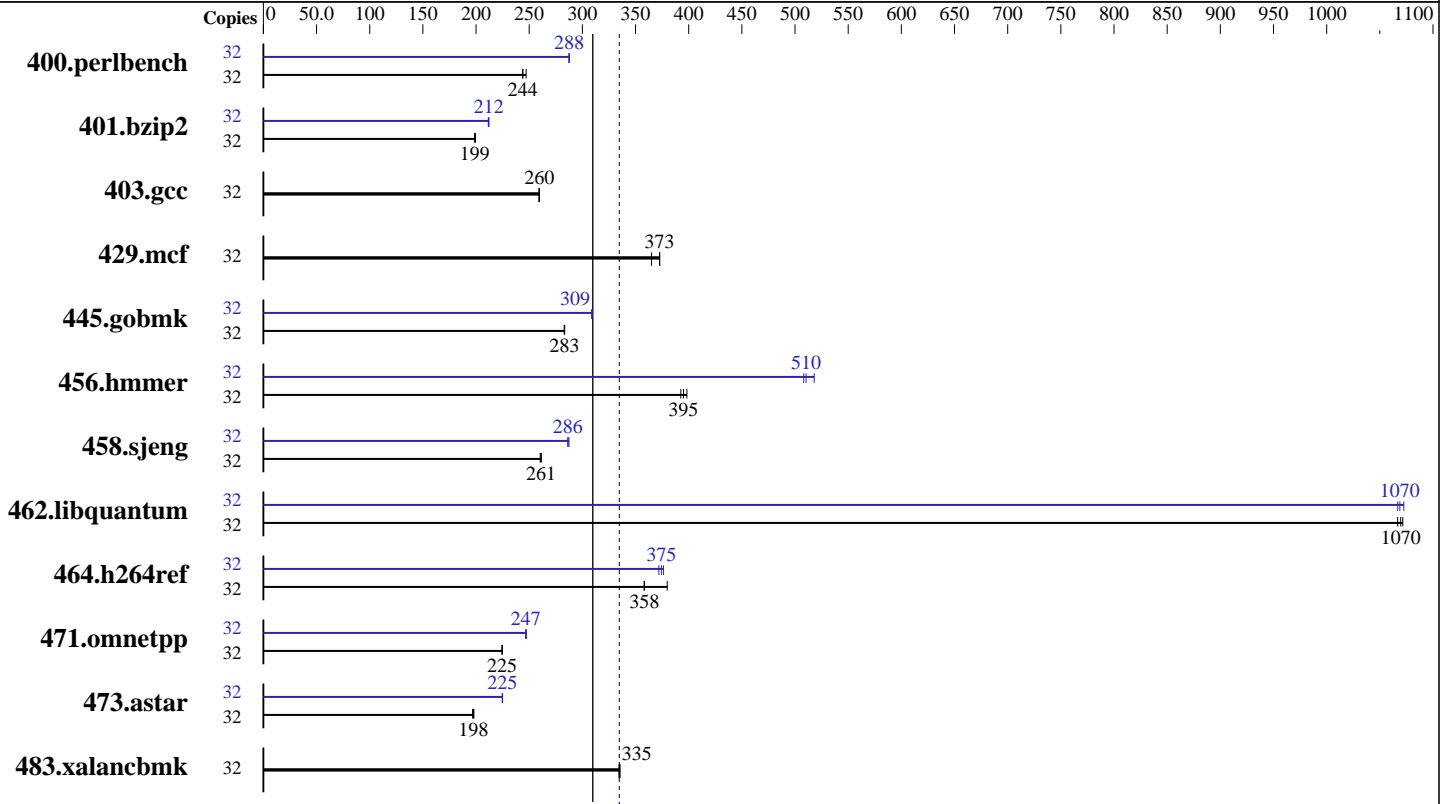 Copies 0 50.0 100 150 200 250 300 350 400 450 500 550 600 650 700 750 800 850 900 950 1000 1100
400.perlbench 32 288
32 244
401.bzip2 32 212
32 199
403.gcc 32 260
429.mcf 32 373
445.gobmk 32 309
32 283
456.hmmer 32 510
32 395
458.sjeng 32 286
32 261
462.libquantum 32 1070
32 1070
464.h264ref 32 375
32 358
471.omnetpp 32 247
32 225
473.astar 32 225
32 198
483.xalancbmk 32 335